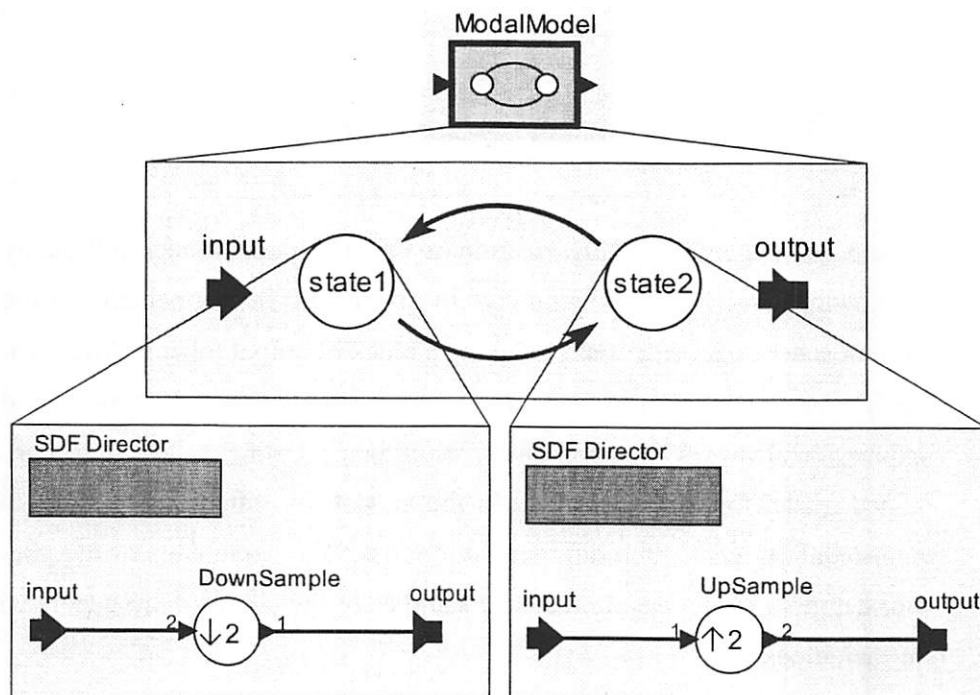 ModalModel
input
output
state1
state2
SDF Director
DownSample
input
output
2
↓2
1
SDF Director
UpSample
input
output
1
↑2
2